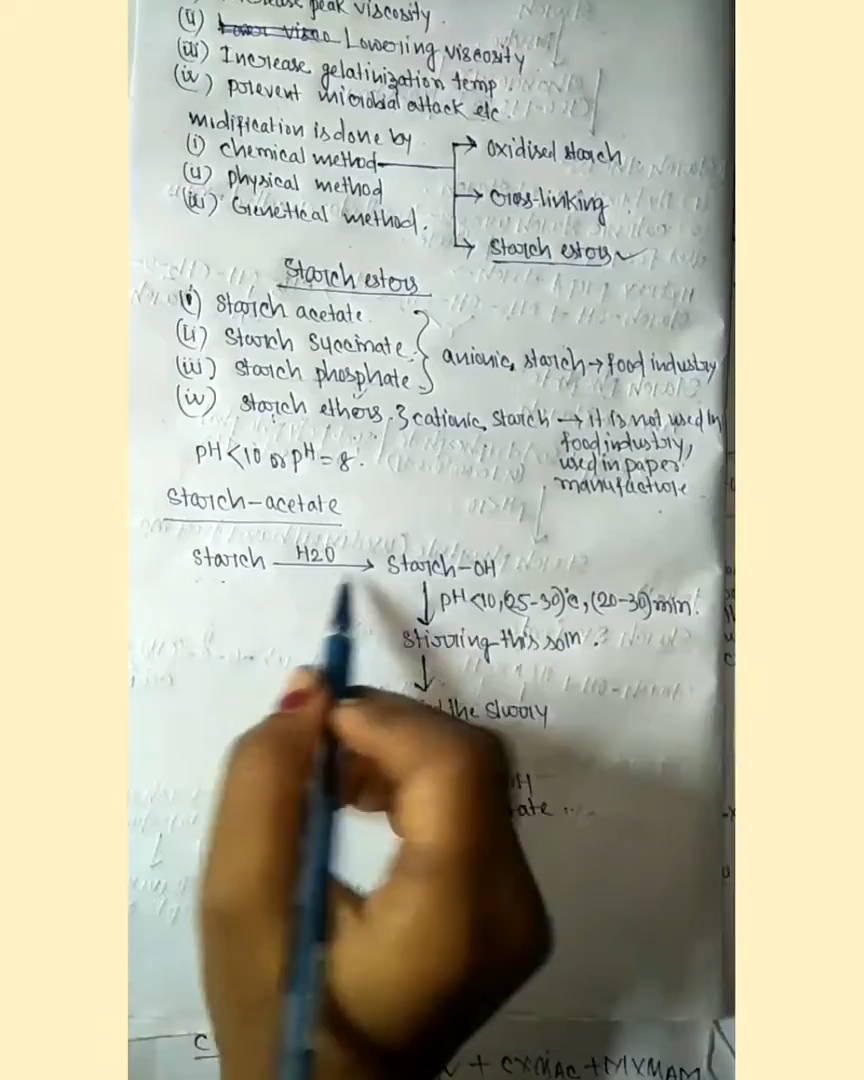 peak viscosity.
(ii) Lowering viscosity
(iii) Increase gelatinization temp
(iv) prevent microbial attack etc.
midification is done by
(i) chemical method → oxidised starch
(ii) physical method → cross-linking
(iii) Genetical method. → starch esters ✓
Starch esters
(i) Starch acetate
(ii) Starch succinate
(iii) starch phosphate } anionic, starch → food industry
(iv) starch ethers. } cationic, starch → it is not used in
food industry,
used in paper
manufacture
pH < 10 or pH = 8.
Starch-acetate
Starch H2O → Starch-OH
↓ pH < 10, (25-30)°c, (20-30) min.
stirring this soln.
↓
the slurry